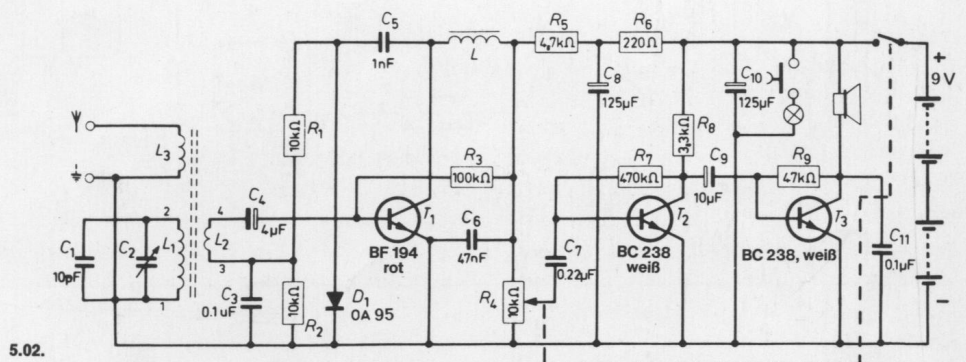 C5
1nF
L
R5
4,7kΩ
R6
220Ω
C8
125µF
C10
125µF
+
9V
R1
10kΩ
L3
R8
3,3kΩ
R3
100kΩ
R7
470kΩ
C9
10µF
R9
47kΩ
C4
4µF
4
L2
3
2
L1
1
C1
10pF
C2
T1
BF 194
rot
C6
47nF
T2
BC 238
weiß
T3
BC 238, weiß
C7
0.22µF
C11
0.1µF
C3
0.1µF
10kΩ
R2
D1
OA 95
R4
10kΩ
−
5.02.